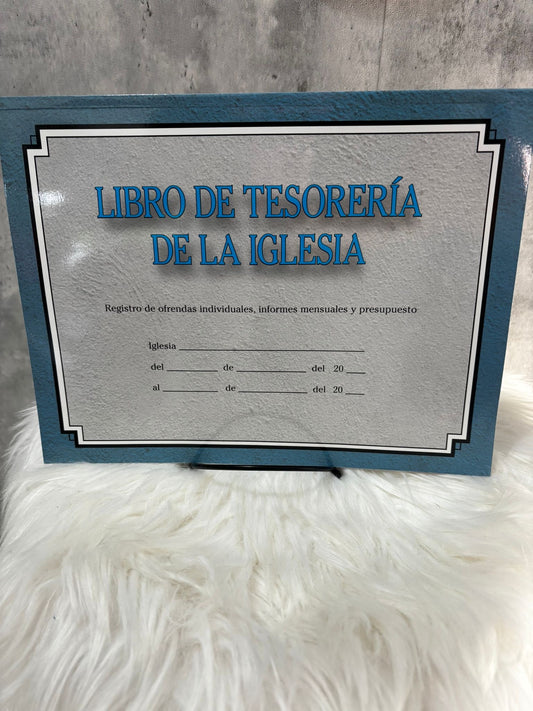 LIBRO DE TESORERÍA
DE LA IGLESIA
Registro de ofrendas individuales, informes mensuales y presupuesto
Iglesia
del de del 20
al de del 20